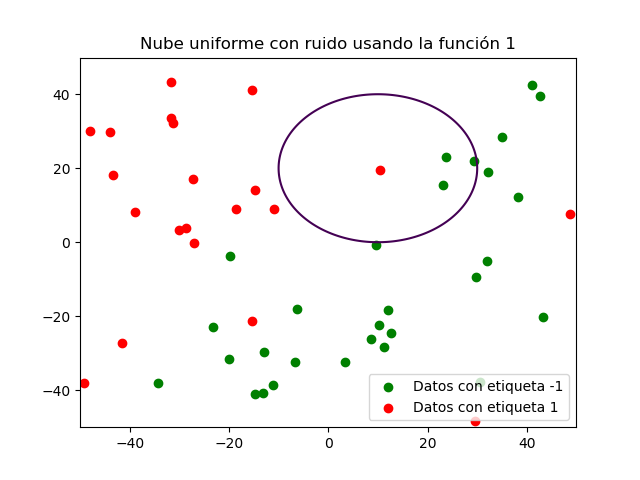 Nube uniforme con ruido usando la función 1
40
20
0
−20
−40
Datos con etiqueta -1
Datos con etiqueta 1
−40 −20 0 20 40